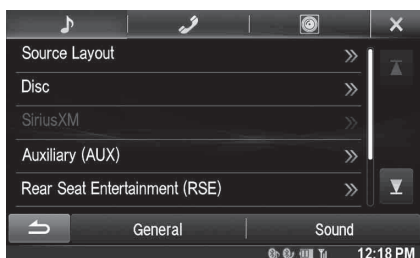 Source Layout
Disc
SiriusXM
Auxiliary (AUX)
Rear Seat Entertainment (RSE)
General Sound
12:18 PM